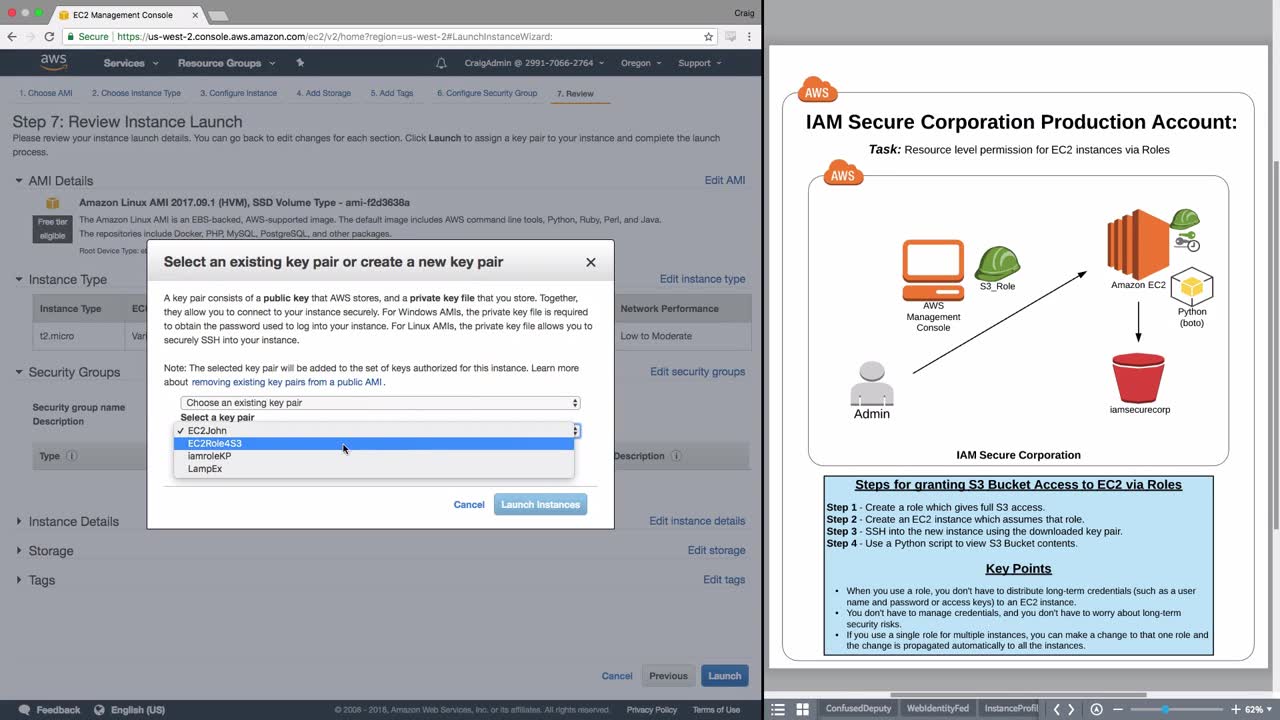 EC2 Management Console
Craig
Secure
https://us-west-2.console.aws.amazon.com/ec2/v2/home?region=us-west-2#LaunchInstanceWizard:
aws
Services
Resource Groups
CraigAdmin @ 2991-7066-2764
Oregon
Support
1. Choose AMI
2. Choose Instance Type
3. Configure Instance
4. Add Storage
5. Add Tags
6. Configure Security Group
7. Review
Step 7: Review Instance Launch
Please review your instance launch details. You can go back to edit changes for each section. Click Launch to assign a key pair to your instance and complete the launch
process.
AMI Details
Edit AMI
Amazon Linux AMI 2017.09.1 (HVM), SSD Volume Type - ami-f2d3638a
Free tier
eligible
The Amazon Linux AMI is an EBS-backed, AWS-supported image. The default image includes AWS command line tools, Python, Ruby, Perl, and Java.
The repositories include Docker, PHP, MySQL, PostgreSQL, and other packages.
Root Device Type: eb
Instance Type
Edit instance type
Instance Type
Network Performance
t2.micro
Vari
Low to Moderate
Security Groups
Edit security groups
Security group name
Description
Type
Description
Select an existing key pair or create a new key pair
A key pair consists of a public key that AWS stores, and a private key file that you store. Together,
they allow you to connect to your instance securely. For Windows AMIs, the private key file is required
to obtain the password used to log into your instance. For Linux AMIs, the private key file allows you to
securely SSH into your instance.
Note: The selected key pair will be added to the set of keys authorized for this instance. Learn more
about removing existing key pairs from a public AMI .
Choose an existing key pair
Select a key pair
✓ EC2John
EC2Role4S3
iamroleKP
LampEx
Cancel
Launch Instances
Instance Details
Edit instance details
Storage
Edit storage
Tags
Edit tags
Cancel
Previous
Launch
Feedback
English (US)
© 2008 - 2018, Amazon Web Services, Inc. or its affiliates. All rights reserved.
Privacy Policy
Terms of Use
AWS
IAM Secure Corporation Production Account:
Task: Resource level permission for EC2 instances via Roles
AWS
AWS
Management
Console
S3_Role
Amazon EC2
Python
(boto)
Admin
iamsecurecorp
IAM Secure Corporation
Steps for granting S3 Bucket Access to EC2 via Roles
Step 1 - Create a role which gives full S3 access.
Step 2 - Create an EC2 instance which assumes that role.
Step 3 - SSH into the new instance using the downloaded key pair.
Step 4 - Use a Python script to view S3 Bucket contents.
Key Points
• When you use a role, you don't have to distribute long-term credentials (such as a user
name and password or access keys) to an EC2 instance.
• You don't have to manage credentials, and you don't have to worry about long-term
security risks.
• If you use a single role for multiple instances, you can make a change to that one role and
the change is propagated automatically to all the instances.
ConfusedDeputy
WebIdentityFed
InstanceProfil
62%